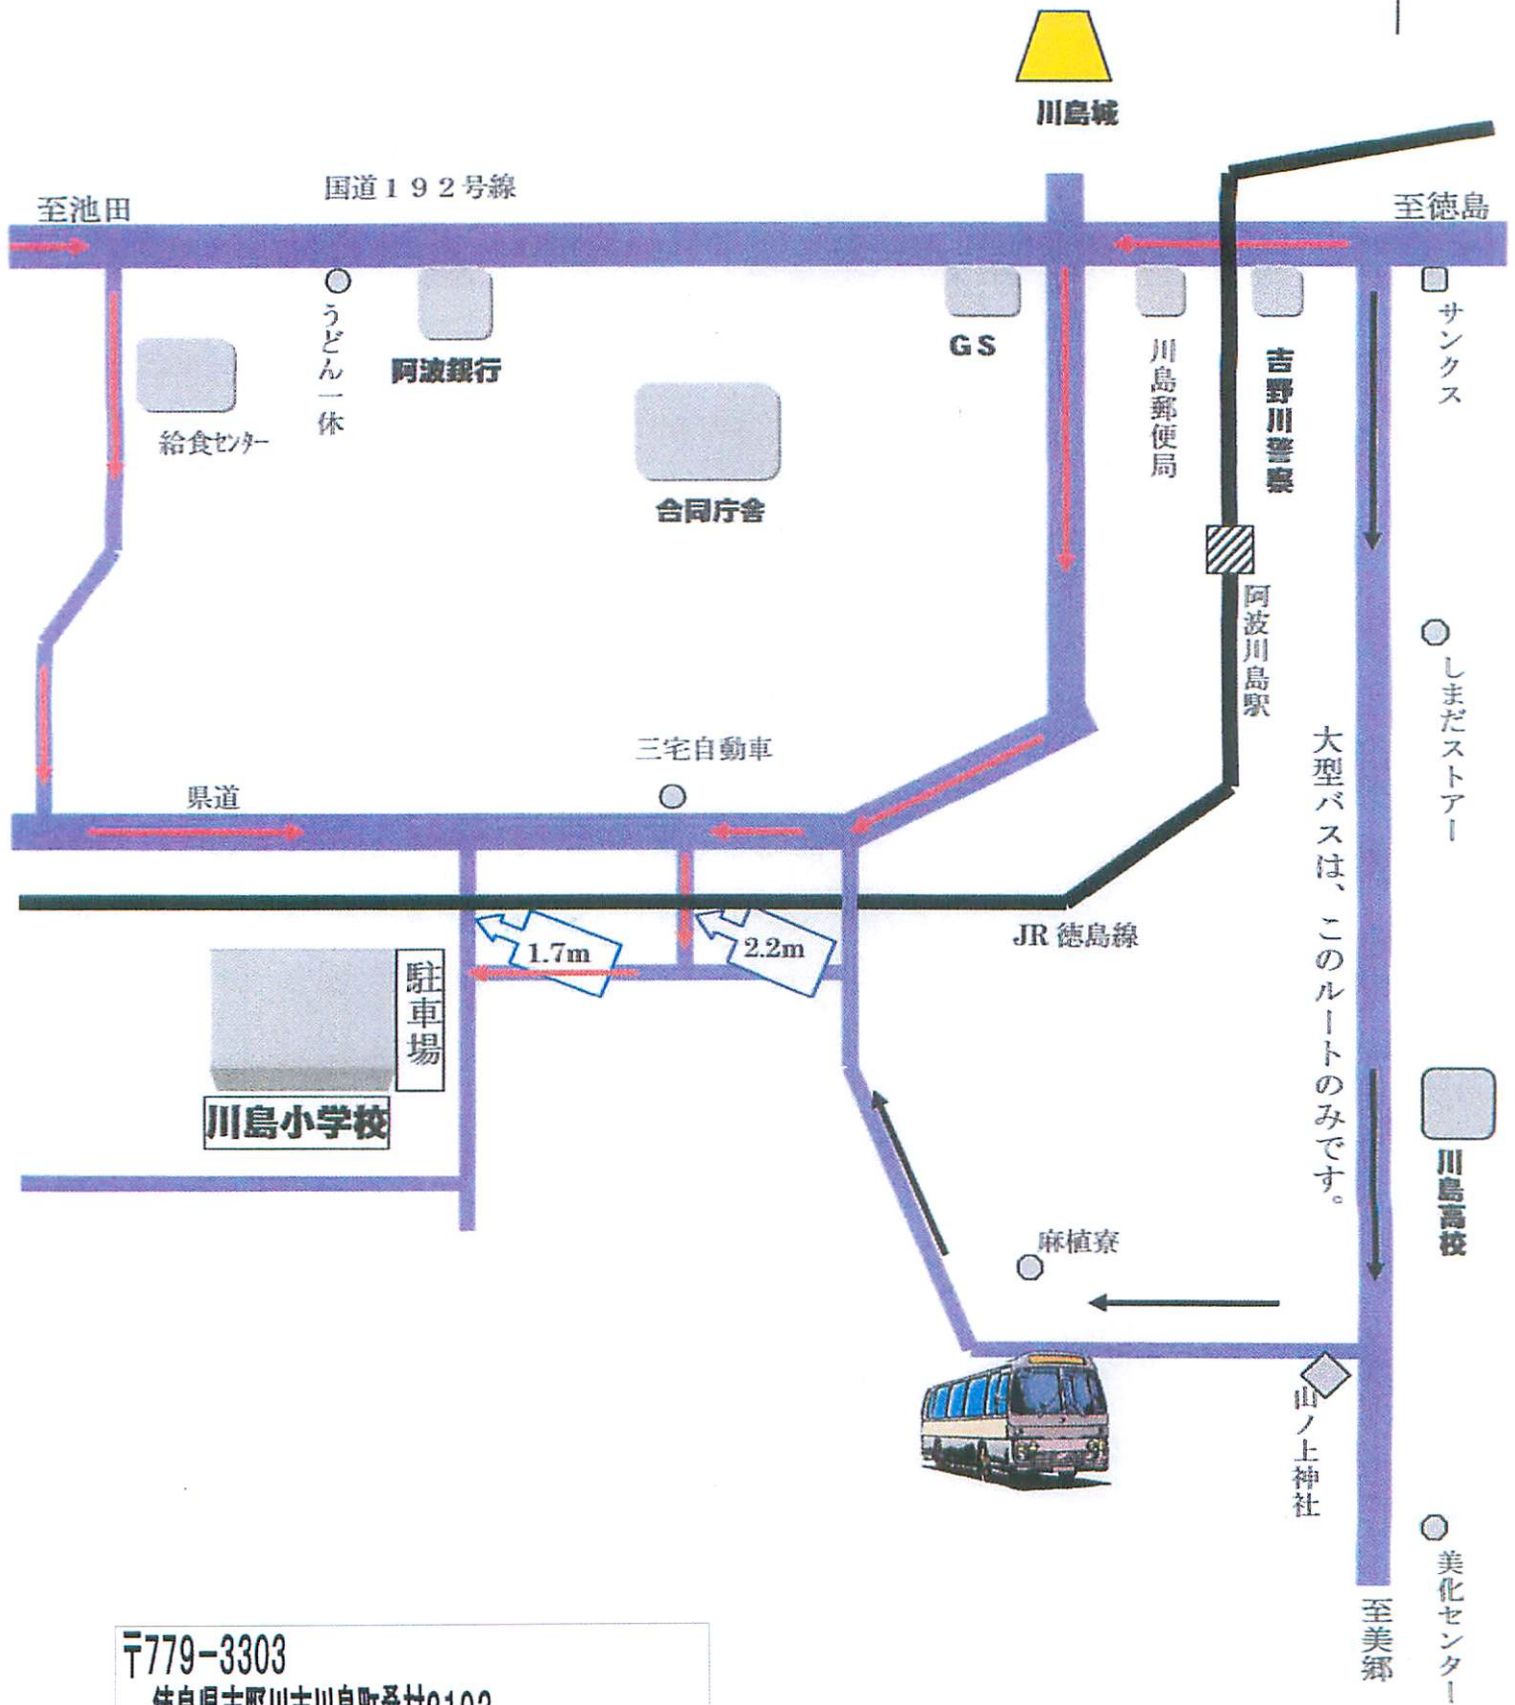 川島城
国道１９２号線
至池田
至徳島
サンクス
うどん一休
阿波銀行
GS
川島郵便局
吉野川警察
給食センター
合同庁舎
阿波川島駅
しまだストアー
三宅自動車
大型バスは、このルートのみです。
県道
JR 徳島線
1.7m
2.2m
駐車場
川島小学校
川島高校
麻植寮
山ノ上神社
美化センター
至美郷
〒779-3303